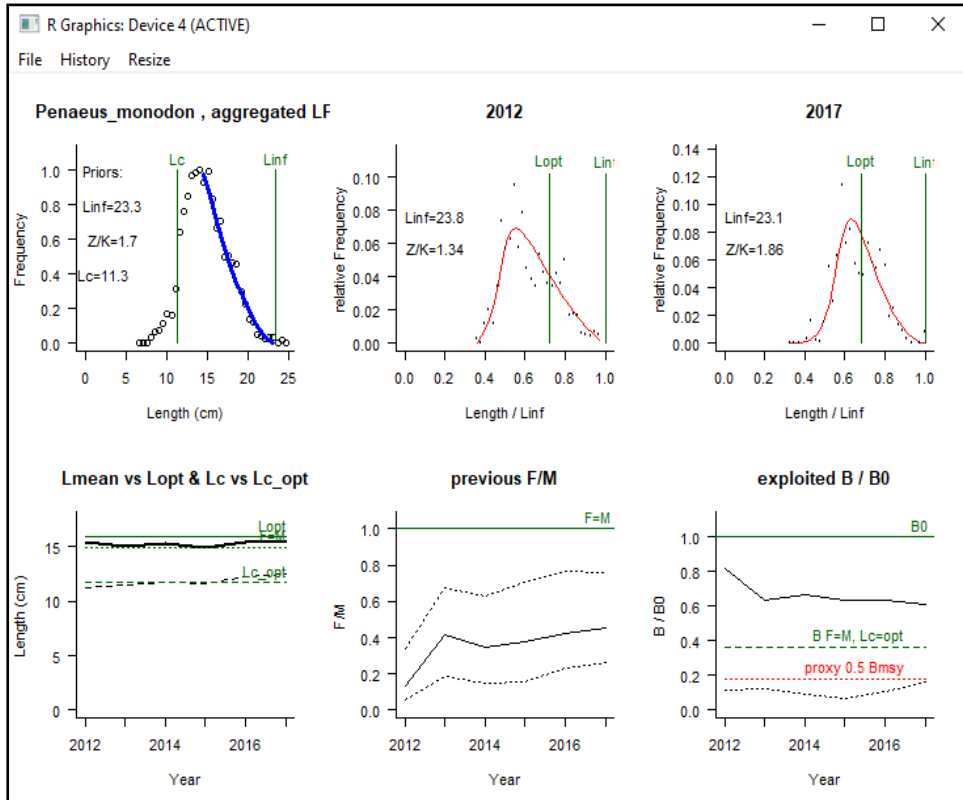 R Graphics: Device 4 (ACTIVE)
File History Resize
Penaeus_monodon , aggregated LF
Lc
Linf
Priors:
Linf=23.3
Z/K=1.7
Lc=11.3
Frequency
1.0
0.8
0.6
0.4
0.2
0.0
0 5 10 15 20 25
Length (cm)
2012
Lopt
Linf
Linf=23.8
Z/K=1.34
relative Frequency
0.10
0.08
0.06
0.04
0.02
0.00
0.0 0.2 0.4 0.6 0.8 1.0
Length / Linf
2017
Lopt
Linf
Linf=23.1
Z/K=1.86
relative Frequency
0.14
0.12
0.10
0.08
0.06
0.04
0.02
0.00
0.0 0.2 0.4 0.6 0.8 1.0
Length / Linf
Lmean vs Lopt & Lc vs Lc_opt
Lopt
F=M
Lc_opt
Length (cm)
15
10
5
0
2012 2014 2016
Year
previous F/M
F=M
F/M
1.0
0.8
0.6
0.4
0.2
0.0
2012 2014 2016
Year
exploited B / B0
B0
B F=M, Lc=opt
proxy 0.5 Bmsy
B / B0
1.0
0.8
0.6
0.4
0.2
0.0
2012 2014 2016
Year